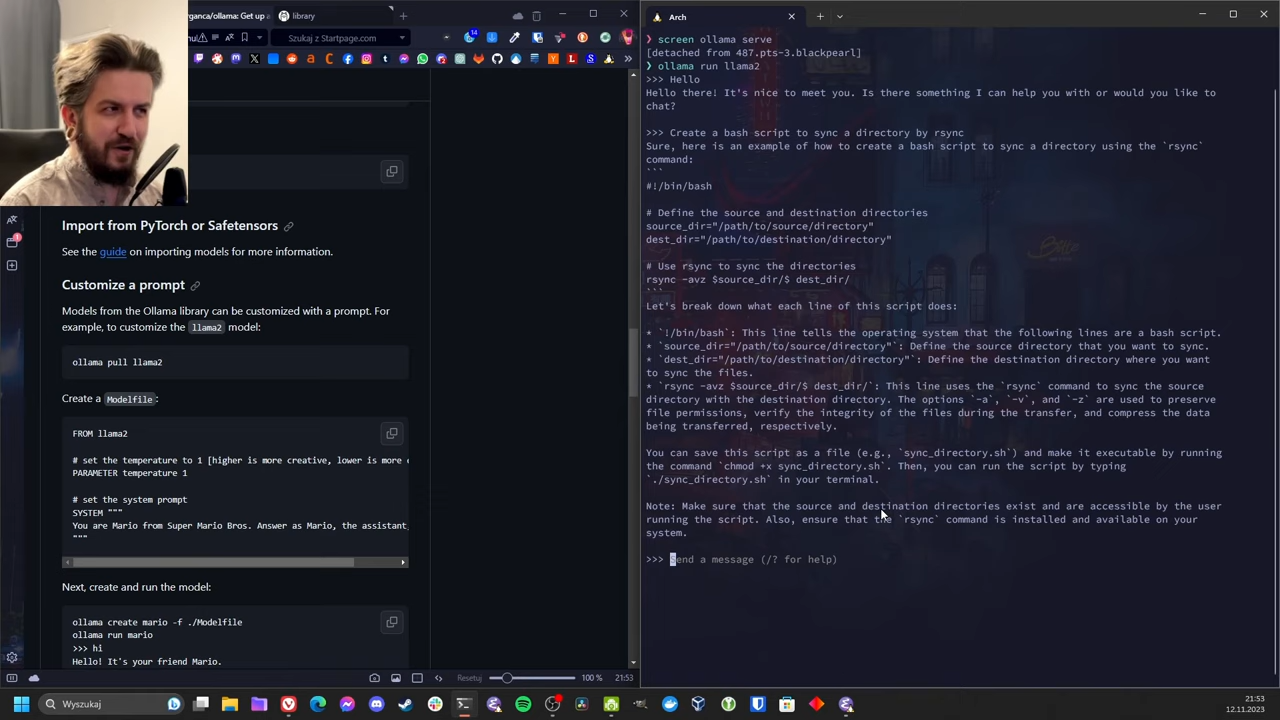 rganca/ollama: Get up a
library
Szukaj z Startpage.com
14
Import from PyTorch or Safetensors
See the guide on importing models for more information.
Customize a prompt
Models from the Ollama library can be customized with a prompt. For
example, to customize the llama2 model:
ollama pull llama2
Create a Modelfile:
FROM llama2
# set the temperature to 1 [higher is more creative, lower is more c
PARAMETER temperature 1
# set the system prompt
SYSTEM """
You are Mario from Super Mario Bros. Answer as Mario, the assistant,
"""
Next, create and run the model:
ollama create mario -f ./Modelfile
ollama run mario
>>> hi
Hello! It's your friend Mario.
Resetuj
100 %
21:53
Arch
❯ screen ollama serve
[detached from 487.pts-3.blackpearl]
❯ ollama run llama2
>>> Hello
Hello there! It's nice to meet you. Is there something I can help you with or would you like to
chat?
>>> Create a bash script to sync a directory by rsync
Sure, here is an example of how to create a bash script to sync a directory using the `rsync`
command:
```
#!/bin/bash
# Define the source and destination directories
source_dir="/path/to/source/directory"
dest_dir="/path/to/destination/directory"
# Use rsync to sync the directories
rsync -avz $source_dir/$ dest_dir/
```
Let's break down what each line of this script does:
* `!/bin/bash`: This line tells the operating system that the following lines are a bash script.
* `source_dir="/path/to/source/directory"`: Define the source directory that you want to sync.
* `dest_dir="/path/to/destination/directory"`: Define the destination directory where you want
to sync the files.
* `rsync -avz $source_dir/$ dest_dir/`: This line uses the `rsync` command to sync the source
directory with the destination directory. The options `-a`, `-v`, and `-z` are used to preserve
file permissions, verify the integrity of the files during the transfer, and compress the data
being transferred, respectively.
You can save this script as a file (e.g., `sync_directory.sh`) and make it executable by running
the command `chmod +x sync_directory.sh`. Then, you can run the script by typing
`./sync_directory.sh` in your terminal.
Note: Make sure that the source and destination directories exist and are accessible by the user
running the script. Also, ensure that the `rsync` command is installed and available on your
system.
>>> Send a message (/? for help)
Wyszukaj
21:53
12.11.2023